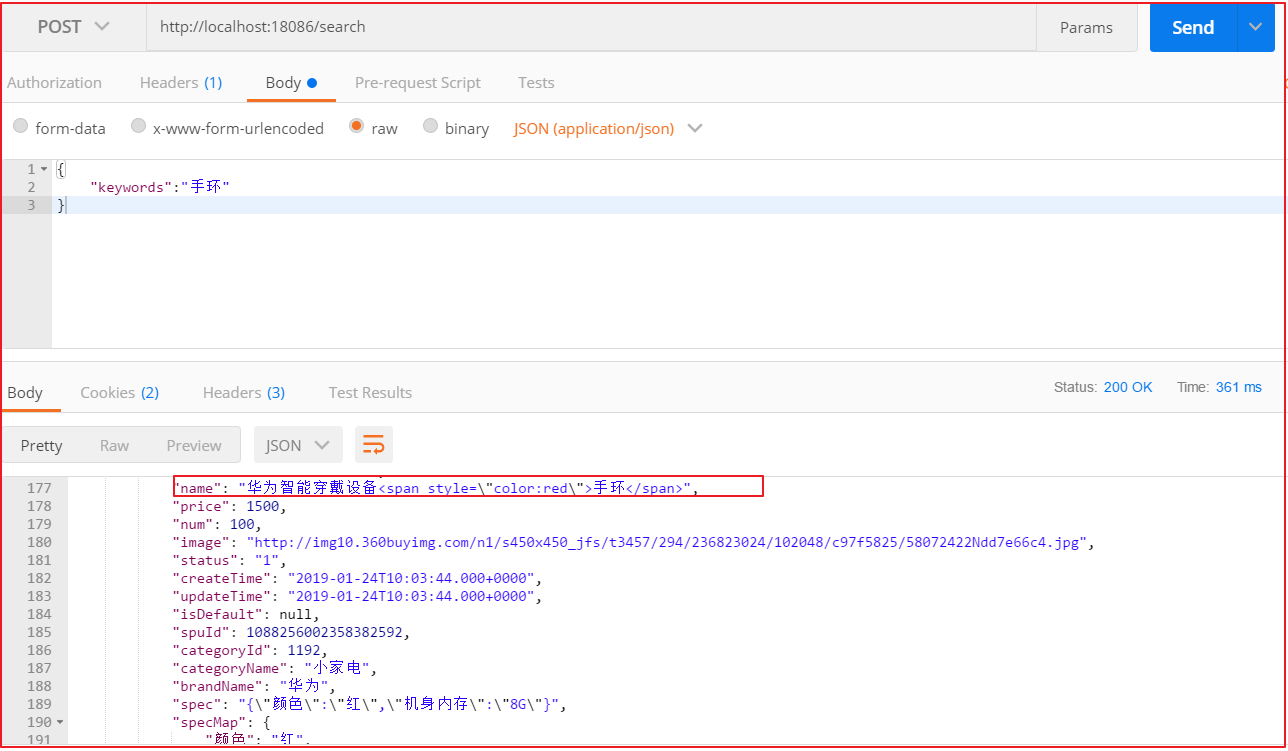 POST http://localhost:18086/search Params Send
Authorization Headers (1) Body Pre-request Script Tests
form-data x-www-form-urlencoded raw binary JSON (application/json)
1 {
2 "keywords":"手环"
3 }
Body Cookies (2) Headers (3) Test Results Status: 200 OK Time: 361 ms
Pretty Raw Preview JSON
177 "name": "华为智能穿戴设备<span style=\"color:red\">手环</span>",
178 "price": 1500,
179 "num": 100,
180 "image": "http://img10.360buyimg.com/n1/s450x450_jfs/t3457/294/236823024/102048/c97f5825/58072422Ndd7e66c4.jpg",
181 "status": "1",
182 "createTime": "2019-01-24T10:03:44.000+0000",
183 "updateTime": "2019-01-24T10:03:44.000+0000",
184 "isDefault": null,
185 "spuId": 1088256002358382592,
186 "categoryId": 1192,
187 "categoryName": "小家电",
188 "brandName": "华为",
189 "spec": "{\"颜色\":\"红\",\"机身内存\":\"8G\"}",
190 "specMap": {
191 "颜色": "红",